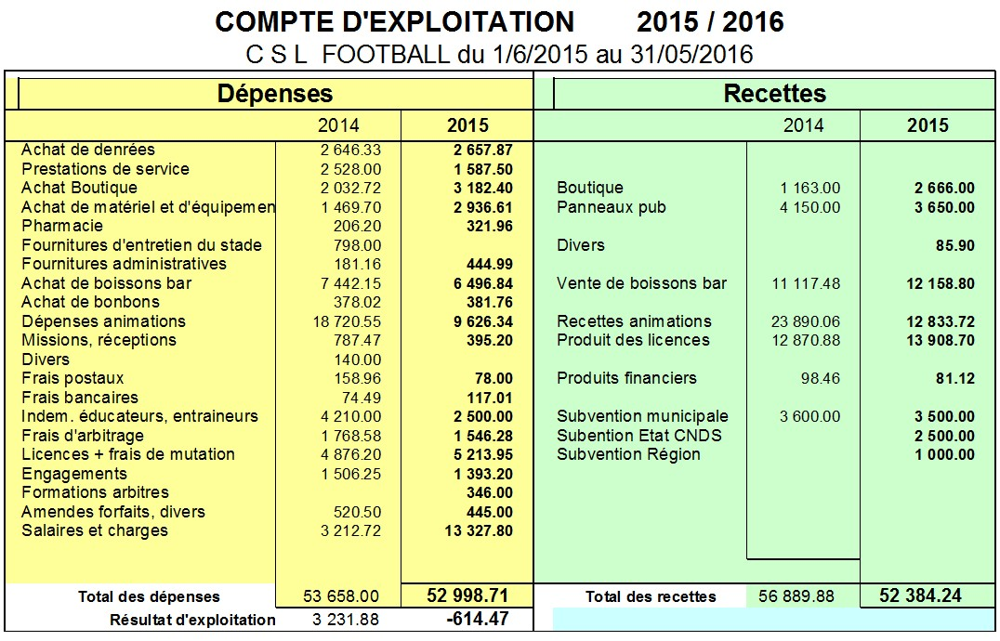 COMPTE D'EXPLOITATION 2015 / 2016
C S L FOOTBALL du 1/6/2015 au 31/05/2016
Dépenses Recettes
2014 2015 2014 2015
Achat de denrées 2 646.33 2 657.87
Prestations de service 2 528.00 1 587.50
Achat Boutique 2 032.72 3 182.40 Boutique 1 163.00 2 666.00
Achat de matériel et d'équipemen 1 469.70 2 936.61 Panneaux pub 4 150.00 3 650.00
Pharmacie 206.20 321.96
Fournitures d'entretien du stade 798.00 Divers 85.90
Fournitures administratives 181.16 444.99
Achat de boissons bar 7 442.15 6 496.84 Vente de boissons bar 11 117.48 12 158.80
Achat de bonbons 378.02 381.76
Dépenses animations 18 720.55 9 626.34 Recettes animations 23 890.06 12 833.72
Missions, réceptions 787.47 395.20 Produit des licences 12 870.88 13 908.70
Divers 140.00
Frais postaux 158.96 78.00 Produits financiers 98.46 81.12
Frais bancaires 74.49 117.01
Indem. éducateurs, entraineurs 4 210.00 2 500.00 Subvention municipale 3 600.00 3 500.00
Frais d'arbitrage 1 768.58 1 546.28 Subention Etat CNDS 2 500.00
Licences + frais de mutation 4 876.20 5 213.95 Subvention Région 1 000.00
Engagements 1 506.25 1 393.20
Formations arbitres 346.00
Amendes forfaits, divers 520.50 445.00
Salaires et charges 3 212.72 13 327.80
Total des dépenses 53 658.00 52 998.71 Total des recettes 56 889.88 52 384.24
Résultat d'exploitation 3 231.88 -614.47